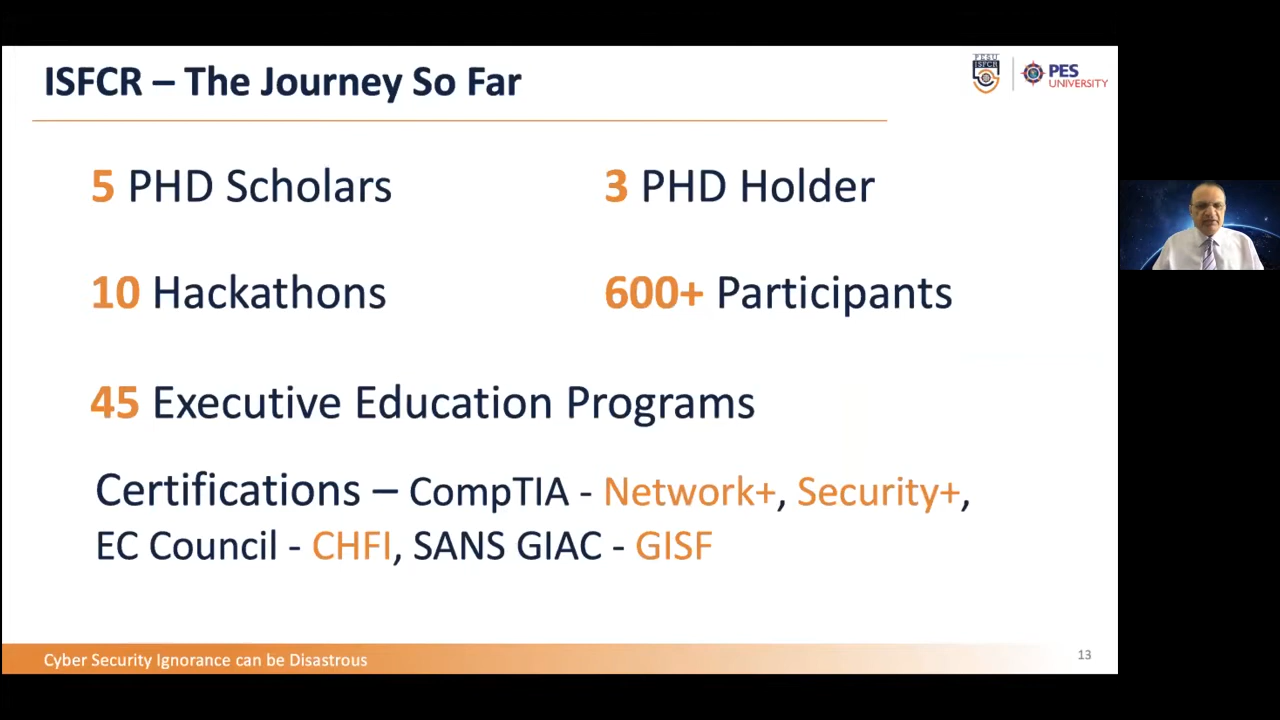 ISFCR – The Journey So Far
PESU
ISFCR
PES
UNIVERSITY
5 PHD Scholars
3 PHD Holder
10 Hackathons
600+ Participants
45 Executive Education Programs
Certifications – CompTIA - Network+, Security+,
EC Council - CHFI, SANS GIAC - GISF
Cyber Security Ignorance can be Disastrous
13